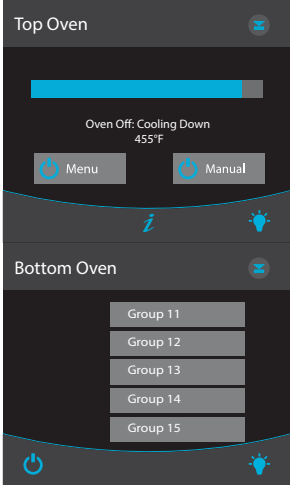 Top Oven
Oven Off: Cooling Down
455°F
Menu
Manual
i
Bottom Oven
Group 11
Group 12
Group 13
Group 14
Group 15